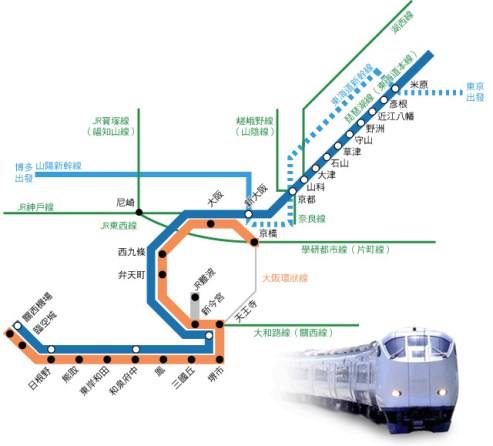 湖西線
東海道新幹線
琵琶湖線(東海道本線)
米原
東京
出發
彥根
近江八幡
野洲
守山
草津
石山
大津
山科
京都
JR寶塚線
(福知山線)
嵯峨野線
(山陰線)
博多
出發
山陽新幹線
尼崎
大阪
新大阪
奈良線
JR神戶線
JR東西線
京橋
學研都市線(片町線)
西九條
弁天町
大阪環狀線
JR難波
新今宮
天王寺
大和路線(關西線)
關西機場
臨空城
日根野
熊取
東岸和田
和泉府中
鳳
三國丘
堺市